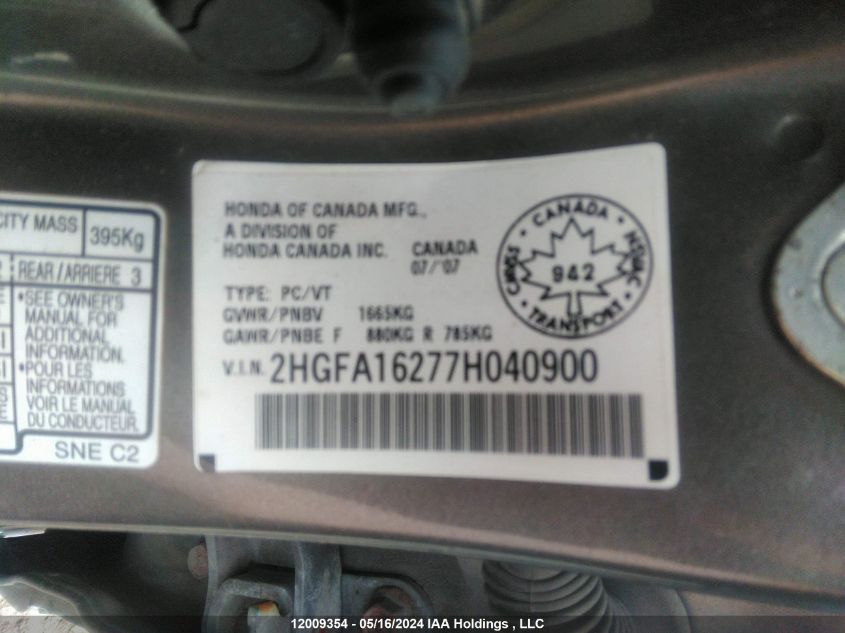 CITY MASS 395Kg
REAR/ARRIERE 3
•SEE OWNER'S
MANUAL FOR
ADDITIONAL
INFORMATION.
•POUR LES
INFORMATIONS
VOIR LE MANUAL
DU CONDUCTEUR.
SNE C2
HONDA OF CANADA MFG.,
A DIVISION OF
HONDA CANADA INC. CANADA
07/'07
TYPE: PC/VT
GVWR/PNBV 1665KG
GAWR/PNBE F 880KG R 785KG
V.I.N. 2HGFA16277H040900
CANADA
942
TRANSPORT
12009354 - 05/16/2024 IAA Holdings , LLC